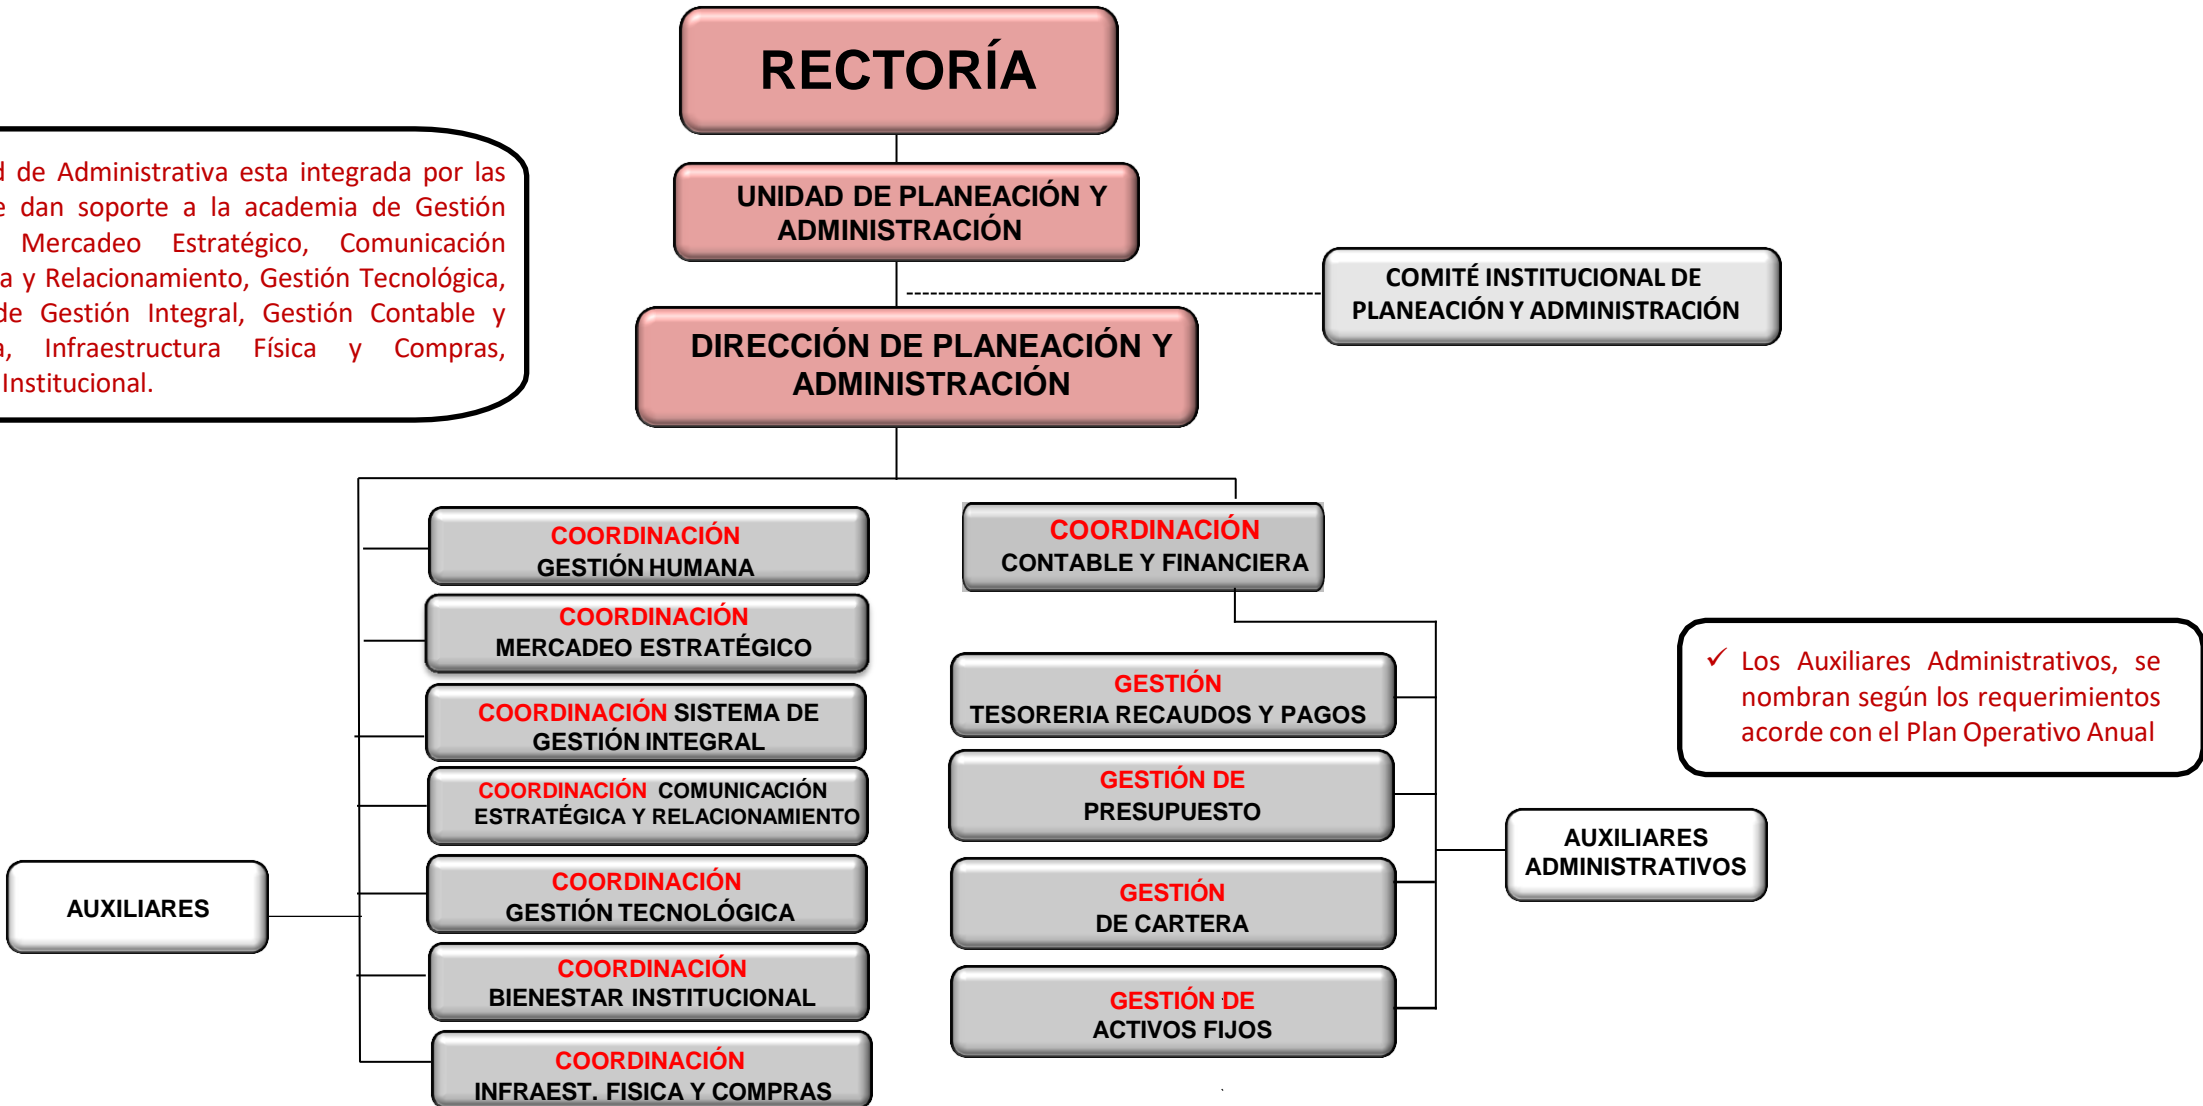 RECTORÍA
UNIDAD DE PLANEACIÓN Y
ADMINISTRACIÓN
de Administrativa esta integrada por las
dan soporte a la academia de Gestión
Mercadeo Estratégico, Comunicación
y Relacionamiento, Gestión Tecnológica,
de Gestión Integral, Gestión Contable y
Infraestructura Física y Compras,
Institucional.
COMITÉ INSTITUCIONAL DE
PLANEACIÓN Y ADMINISTRACIÓN
DIRECCIÓN DE PLANEACIÓN Y
ADMINISTRACIÓN
COORDINACIÓN
GESTIÓN HUMANA
COORDINACIÓN
MERCADEO ESTRATÉGICO
COORDINACIÓN SISTEMA DE
GESTIÓN INTEGRAL
COORDINACIÓN COMUNICACIÓN
ESTRATÉGICA Y RELACIONAMIENTO
COORDINACIÓN
GESTIÓN TECNOLÓGICA
COORDINACIÓN
BIENESTAR INSTITUCIONAL
COORDINACIÓN
INFRAEST. FISICA Y COMPRAS
AUXILIARES
COORDINACIÓN
CONTABLE Y FINANCIERA
GESTIÓN
TESORERIA RECAUDOS Y PAGOS
GESTIÓN DE
PRESUPUESTO
GESTIÓN
DE CARTERA
GESTIÓN DE
ACTIVOS FIJOS
✓ Los Auxiliares Administrativos, se
nombran según los requerimientos
acorde con el Plan Operativo Anual
AUXILIARES
ADMINISTRATIVOS